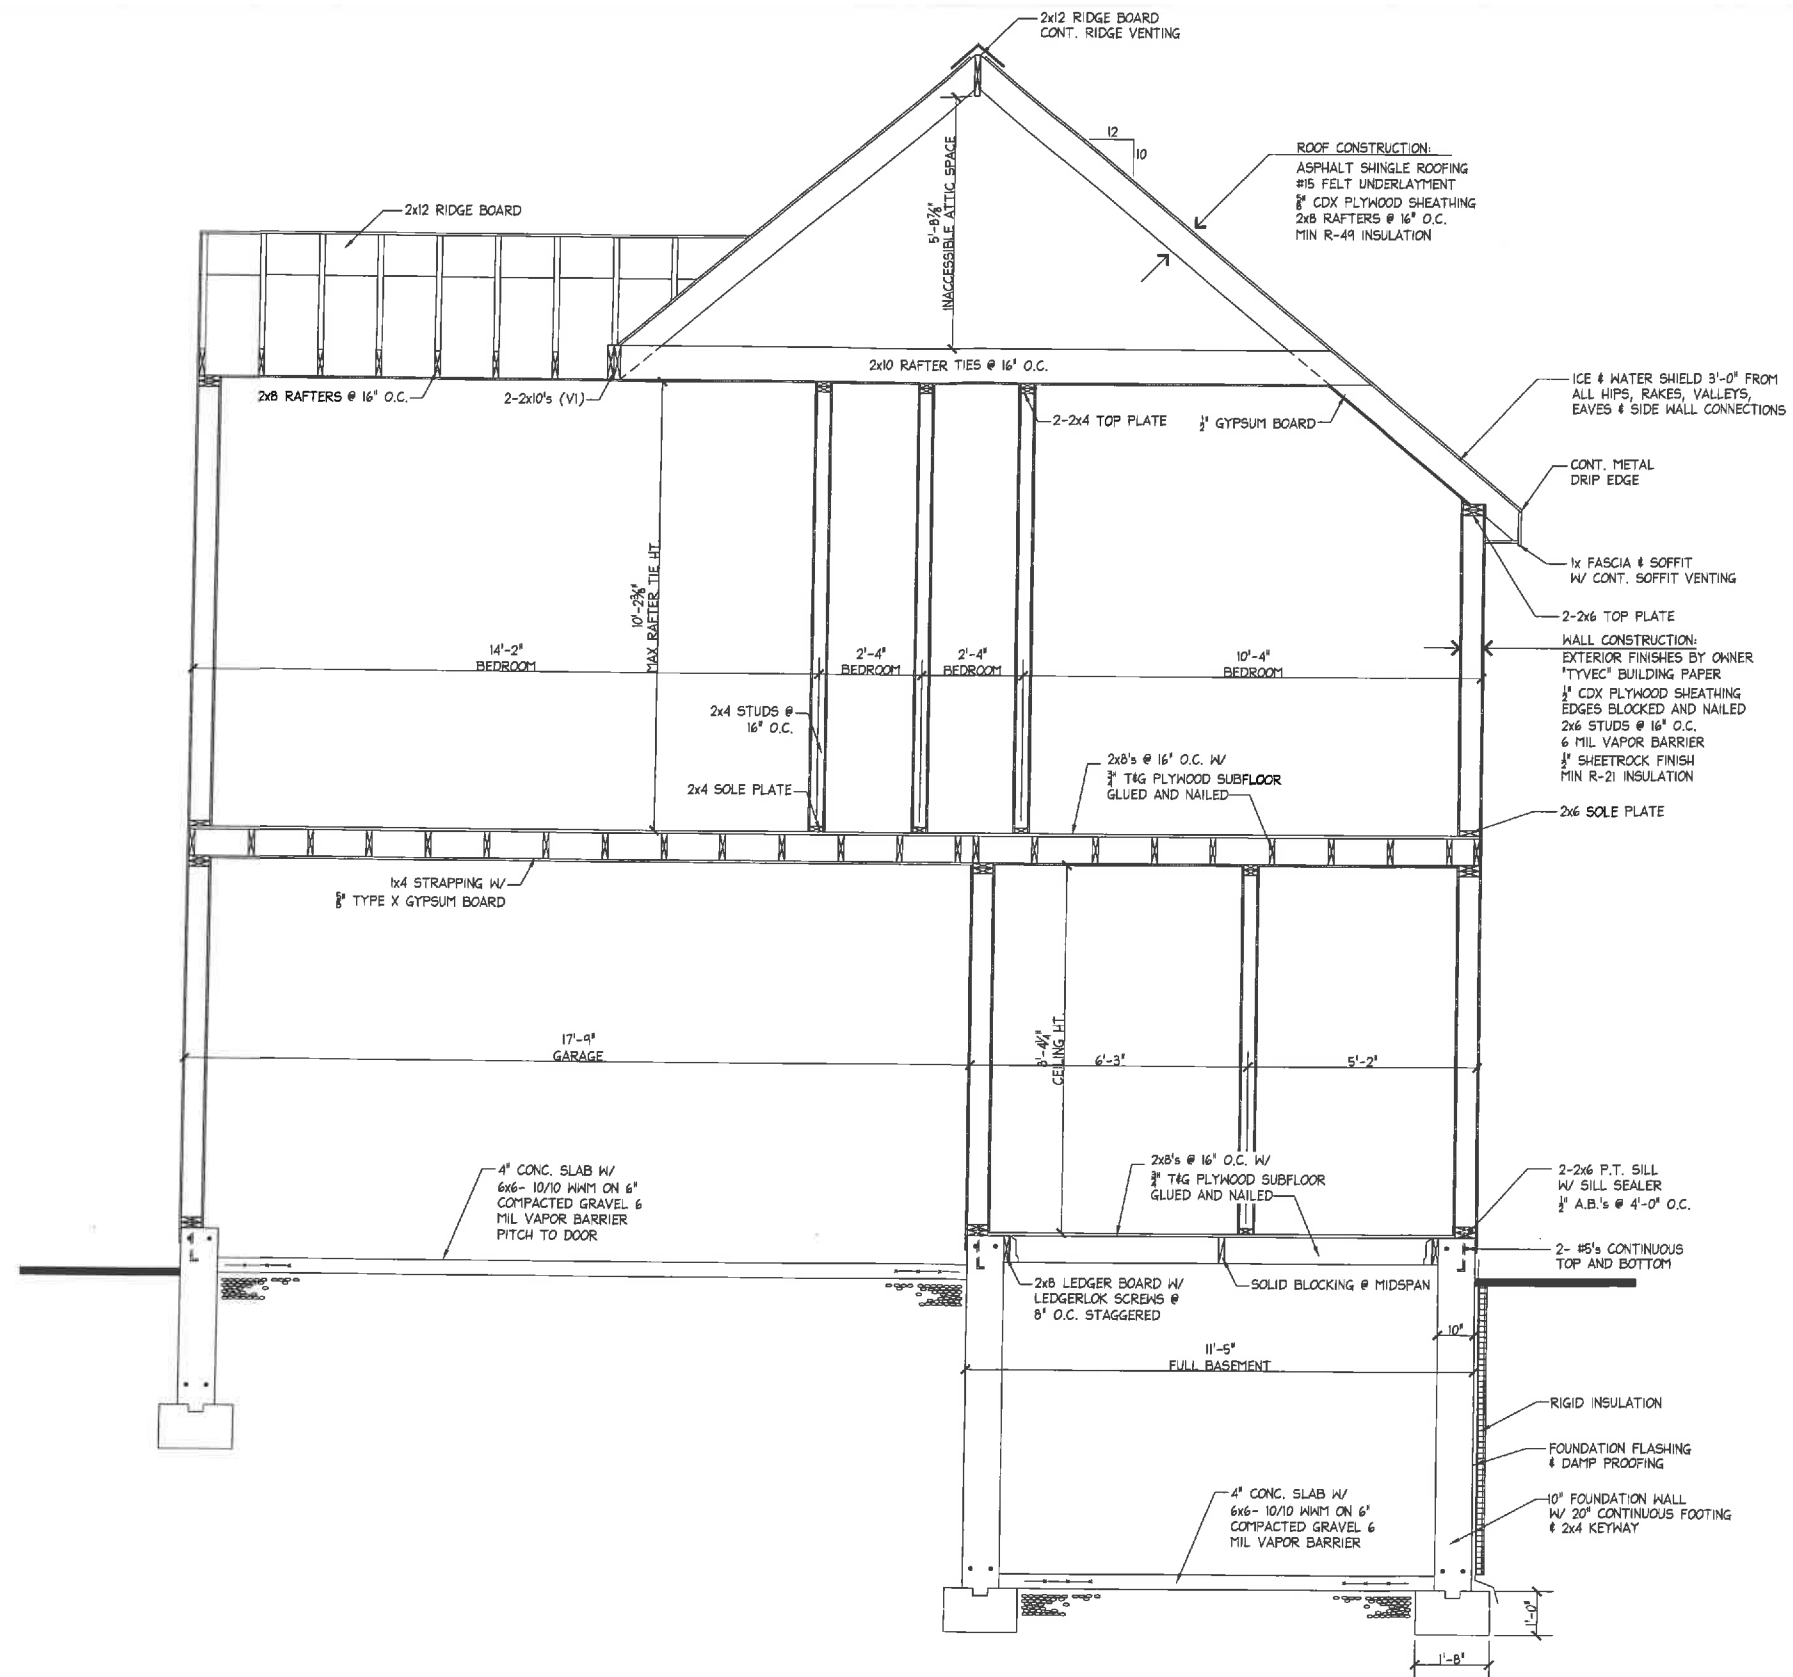 2x12 RIDGE BOARD
CONT. RIDGE VENTING
12
10
ROOF CONSTRUCTION:
ASPHALT SHINGLE ROOFING
#15 FELT UNDERLAYMENT
5/8" CDX PLYWOOD SHEATHING
2x8 RAFTERS @ 16" O.C.
MIN R-49 INSULATION
2x12 RIDGE BOARD
5'-8⅞"
INACCESSIBLE ATTIC SPACE
2x10 RAFTER TIES @ 16" O.C.
2x8 RAFTERS @ 16" O.C.
2-2x10's (V1)
2-2x4 TOP PLATE
1/2" GYPSUM BOARD
ICE & WATER SHIELD 3'-0" FROM
ALL HIPS, RAKES, VALLEYS,
EAVES & SIDE WALL CONNECTIONS
CONT. METAL
DRIP EDGE
1x FASCIA & SOFFIT
W/ CONT. SOFFIT VENTING
2-2x6 TOP PLATE
WALL CONSTRUCTION:
EXTERIOR FINISHES BY OWNER
"TYVEC" BUILDING PAPER
1/2" CDX PLYWOOD SHEATHING
EDGES BLOCKED AND NAILED
2x6 STUDS @ 16" O.C.
6 MIL VAPOR BARRIER
1/2" SHEETROCK FINISH
MIN R-21 INSULATION
MAX RAFTER TIE HT.
14'-2"
BEDROOM
2'-4"
BEDROOM
2'-4"
BEDROOM
10'-4"
BEDROOM
2x4 STUDS @
16" O.C.
2x4 SOLE PLATE
2x8's @ 16" O.C. W/
3/4" T&G PLYWOOD SUBFLOOR
GLUED AND NAILED
2x6 SOLE PLATE
1x4 STRAPPING W/
5/8" TYPE X GYPSUM BOARD
17'-9"
GARAGE
8'-4¼"
CEILING HT.
6'-3"
5'-2"
4" CONC. SLAB W/
6x6- 10/10 WWM ON 6"
COMPACTED GRAVEL 6
MIL VAPOR BARRIER
PITCH TO DOOR
2x8's @ 16" O.C. W/
3/4" T&G PLYWOOD SUBFLOOR
GLUED AND NAILED
2-2x6 P.T. SILL
W/ SILL SEALER
1/2" A.B.'s @ 4'-0" O.C.
2- #5's CONTINUOUS
TOP AND BOTTOM
2x8 LEDGER BOARD W/
LEDGERLOK SCREWS @
8" O.C. STAGGERED
SOLID BLOCKING @ MIDSPAN
10"
11'-5"
FULL BASEMENT
RIGID INSULATION
FOUNDATION FLASHING
& DAMP PROOFING
4" CONC. SLAB W/
6x6- 10/10 WWM ON 6"
COMPACTED GRAVEL 6
MIL VAPOR BARRIER
10" FOUNDATION WALL
W/ 20" CONTINUOUS FOOTING
& 2x4 KEYWAY
1'-0"
1'-8"